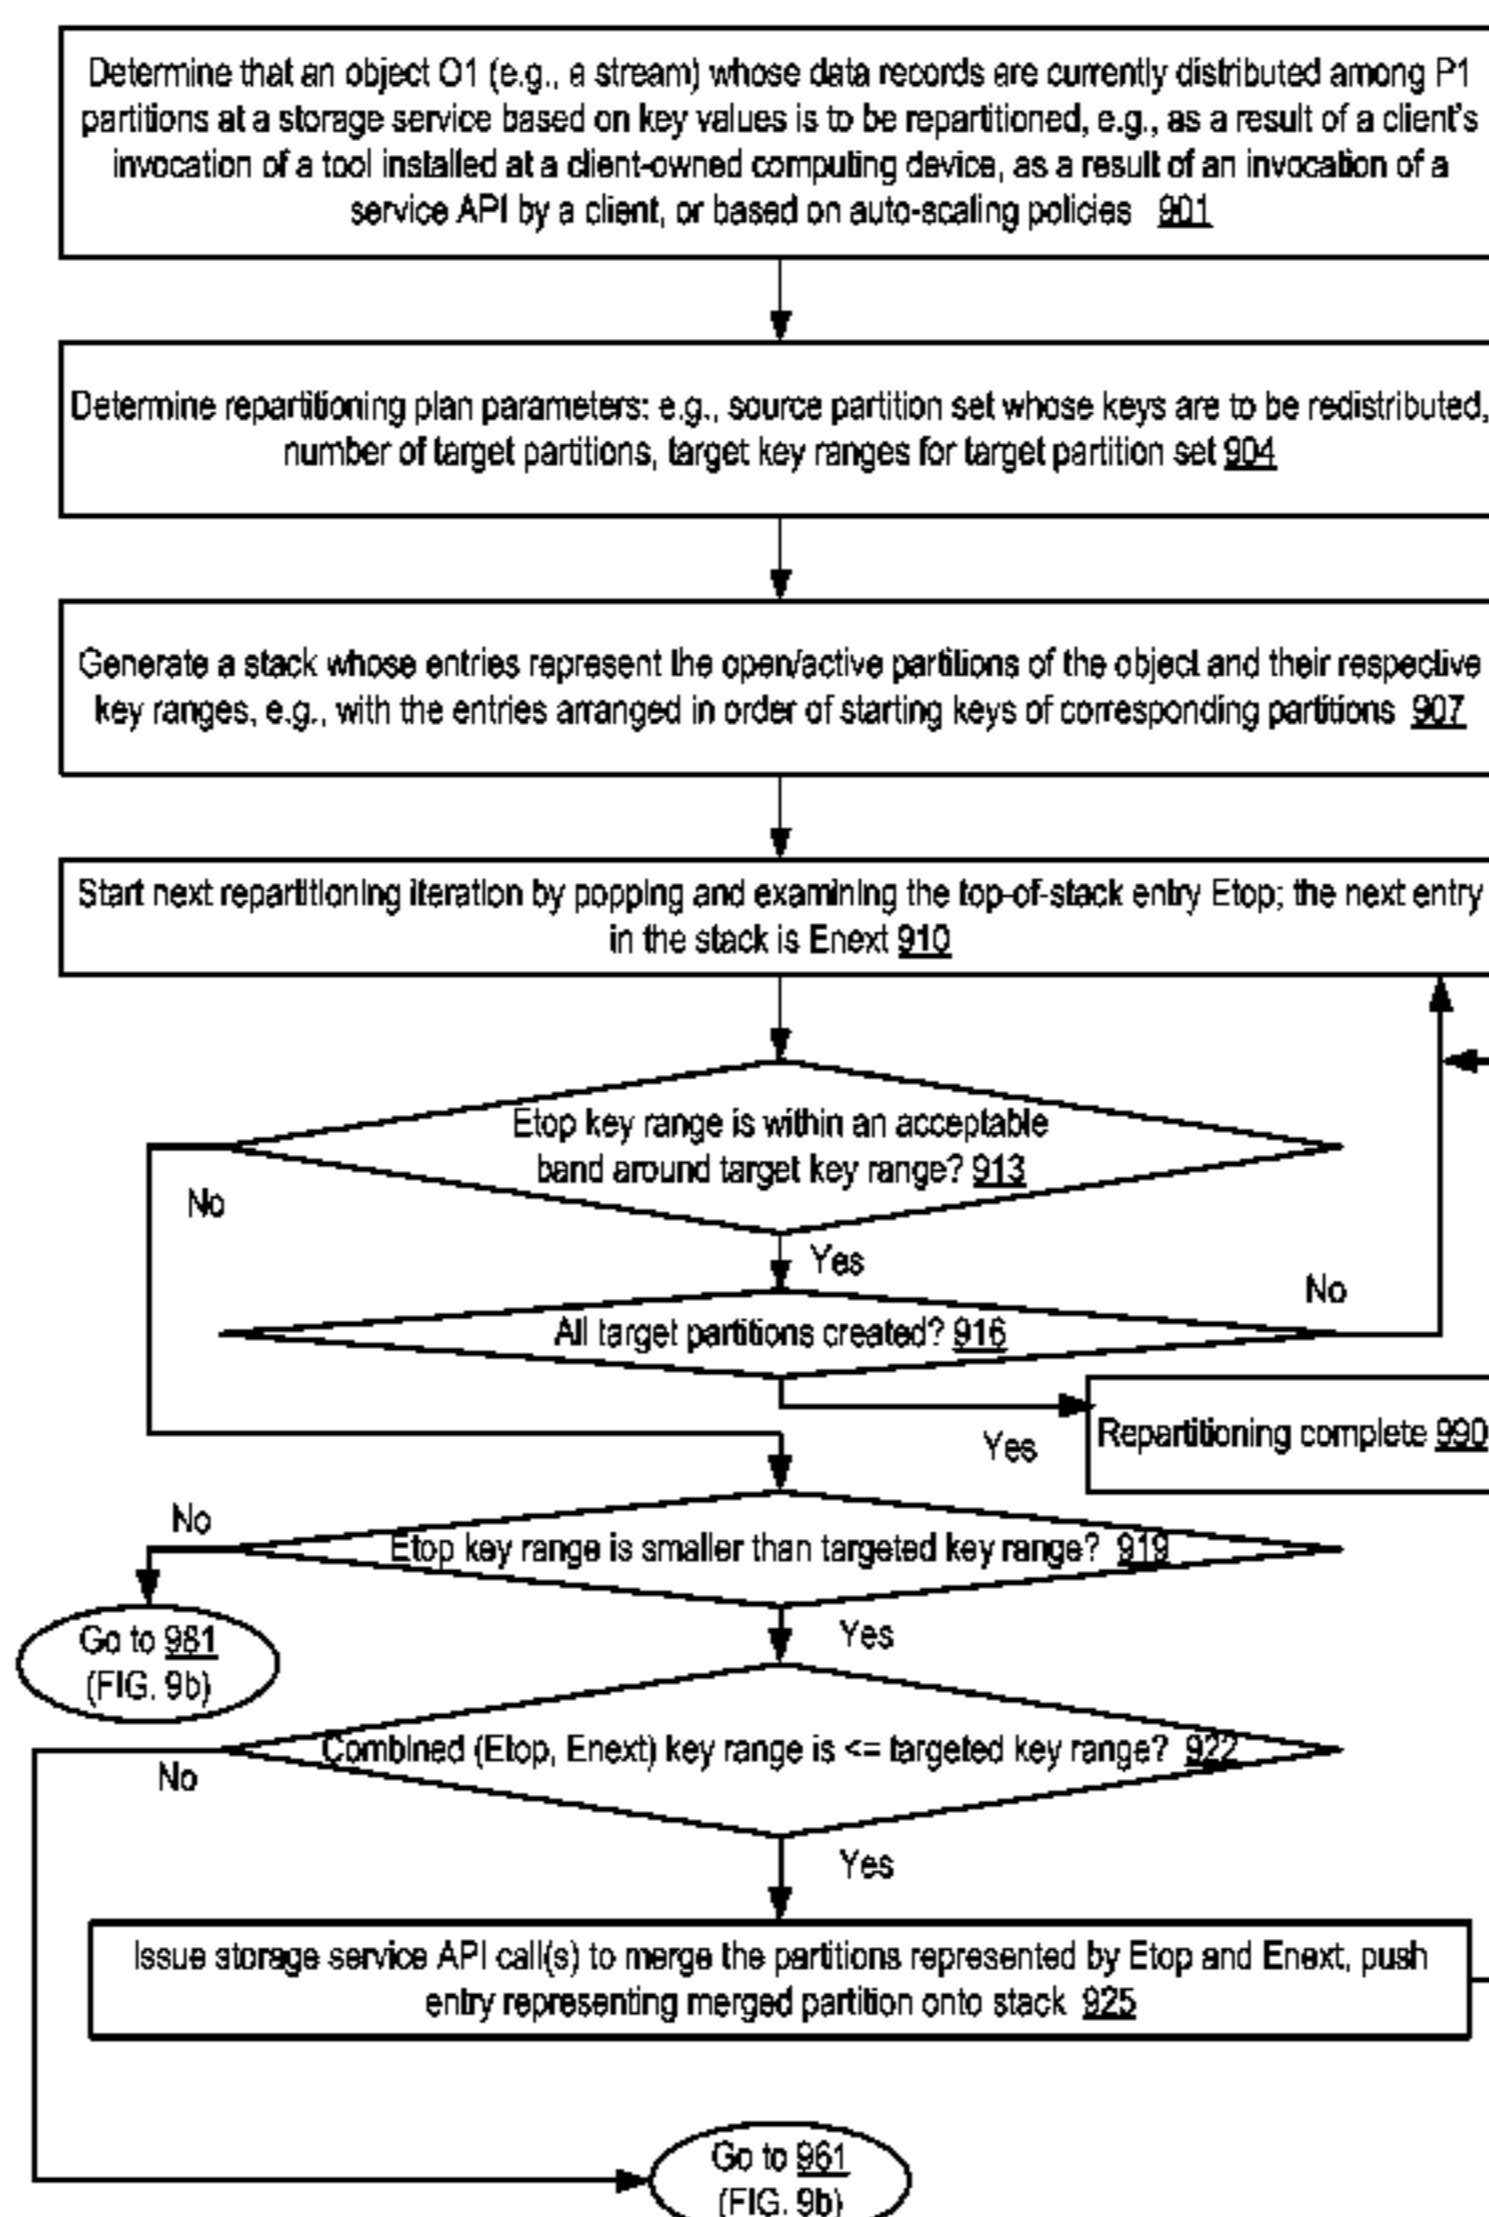 Determine that an object O1 (e.g., a stream) whose data records are currently distributed among P1
partitions at a storage service based on key values is to be repartitioned, e.g., as a result of a client's
invocation of a tool installed at a client-owned computing device, as a result of an invocation of a
service API by a client, or based on auto-scaling policies 901
Determine repartitioning plan parameters: e.g., source partition set whose keys are to be redistributed,
number of target partitions, target key ranges for target partition set 904
Generate a stack whose entries represent the open/active partitions of the object and their respective
key ranges, e.g., with the entries arranged in order of starting keys of corresponding partitions 907
Start next repartitioning iteration by popping and examining the top-of-stack entry Etop; the next entry
in the stack is Enext 910
Etop key range is within an acceptable
band around target key range? 913
No
Yes
No
All target partitions created? 916
Yes
Repartitioning complete 990
No
Etop key range is smaller than targeted key range? 919
Yes
Go to 981
(FIG. 9b)
Combined (Etop, Enext) key range is <= targeted key range? 922
No
Yes
Issue storage service API call(s) to merge the partitions represented by Etop and Enext, push
entry representing merged partition onto stack 925
Go to 961
(FIG. 9b)